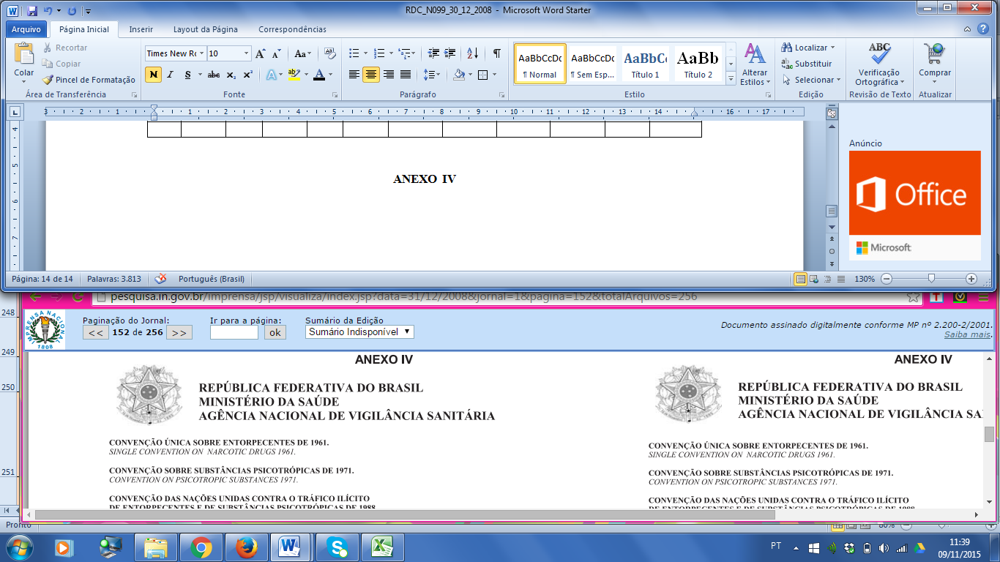 RDC_N099_30_12_2008 - Microsoft Word Starter
Arquivo Página Inicial Inserir Layout da Página Correspondências
Colar
Recortar
Copiar
Pincel de Formatação
Área de Transferência
Times New Ro 10
N I S abc x₂ x² A ab A
Aa
Fonte
Parágrafo
AaBbCcDc AaBbCcDc AaBbCc AaBb
¶ Normal ¶ Sem Esp... Título 1 Título 2
Estilo
Alterar
Estilos
Localizar
Substituir
Selecionar
Edição
ABC
Verificação
Ortográfica
Revisão de Texto
Comprar
Atualizar
3 2 1 1 2 3 4 5 6 7 8 9 10 11 12 13 14 16 17
4
5
6
7
ANEXO IV
Anúncio
Office
Microsoft
Página: 14 de 14 Palavras: 3.813 Português (Brasil) 130%
pesquisa.in.gov.br/imprensa/jsp/visualiza/index.jsp?data=31/12/2008&jornal=1&pagina=152&totalArquivos=256
248
249
250
251
IMPRENSA NACIONAL
1808
Paginação do Jornal: Ir para a página: Sumário da Edição
<< 152 de 256 >> ok Sumário Indisponível
Documento assinado digitalmente conforme MP nº 2.200-2/2001.
Saiba mais.
ANEXO IV
REPÚBLICA FEDERATIVA DO BRASIL
MINISTÉRIO DA SAÚDE
AGÊNCIA NACIONAL DE VIGILÂNCIA SANITÁRIA
CONVENÇÃO ÚNICA SOBRE ENTORPECENTES DE 1961.
SINGLE CONVENTION ON NARCOTIC DRUGS 1961.
CONVENÇÃO SOBRE SUBSTÂNCIAS PSICOTRÓPICAS DE 1971.
CONVENTION ON PSICOTROPIC SUBSTANCES 1971.
CONVENÇÃO DAS NAÇÕES UNIDAS CONTRA O TRÁFICO ILÍCITO
DE ENTORPECENTES E DE SUBSTÂNCIAS PSICOTRÓPICAS DE 1988
ANEXO IV
REPÚBLICA FEDERATIVA DO BRASIL
MINISTÉRIO DA SAÚDE
AGÊNCIA NACIONAL DE VIGILÂNCIA SA
CONVENÇÃO ÚNICA SOBRE ENTORPECENTES DE 1961.
SINGLE CONVENTION ON NARCOTIC DRUGS 1961.
CONVENÇÃO SOBRE SUBSTÂNCIAS PSICOTRÓPICAS DE 1971.
CONVENTION ON PSICOTROPIC SUBSTANCES 1971.
CONVENÇÃO DAS NAÇÕES UNIDAS CONTRA O TRÁFICO ILÍCITO
DE ENTORPECENTES E DE SUBSTÂNCIAS PSICOTRÓPICAS DE 1988
Pronto 80%
PT
11:39
09/11/2015